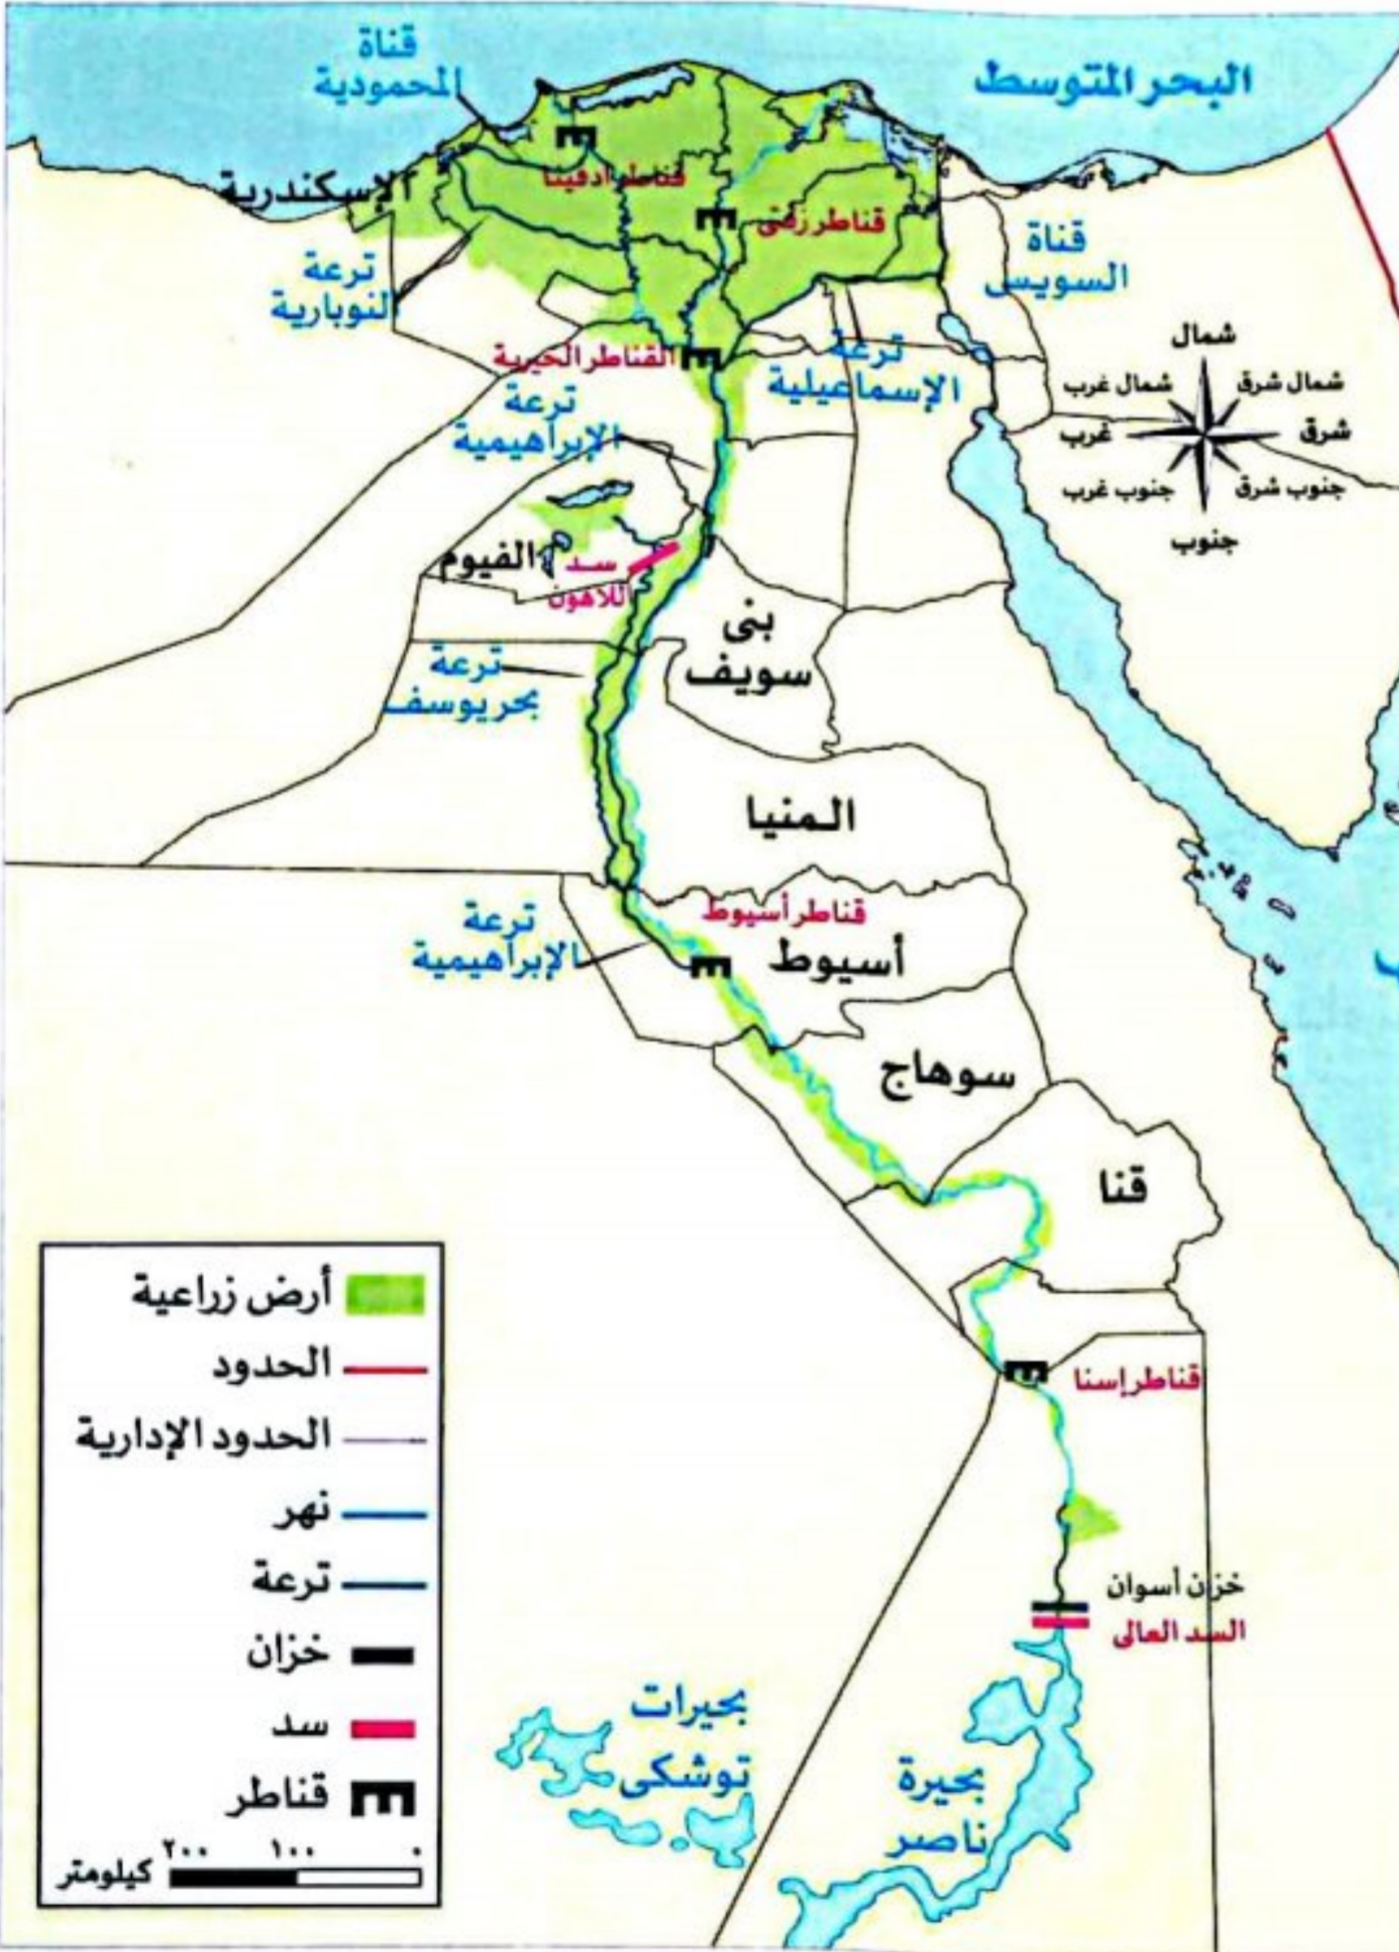 قناة
المحمودية
البحر المتوسط
الإسكندرية
قناطر ادفينا
قناطر زفتى
قناة
السويس
ترعة
النوبارية
القناطر الخيرية
ترعة
الإسماعيلية
ترعة
الإبراهيمية
شمال
شمال غرب
شمال شرق
غرب
شرق
جنوب غرب
جنوب شرق
جنوب
الفيوم
سد
اللاهون
بنى
سويف
ترعة
بحر يوسف
المنيا
قناطر أسيوط
أسيوط
ترعة
الإبراهيمية
سوهاج
قنا
قناطر إسنا
خزن أسوان
السد العالى
بحيرات
توشكى
بحيرة
ناصر
أرض زراعية
الحدود
الحدود الإدارية
نهر
ترعة
خزان
سد
قناطر
٢٠٠ ١٠٠ ٠
كيلومتر